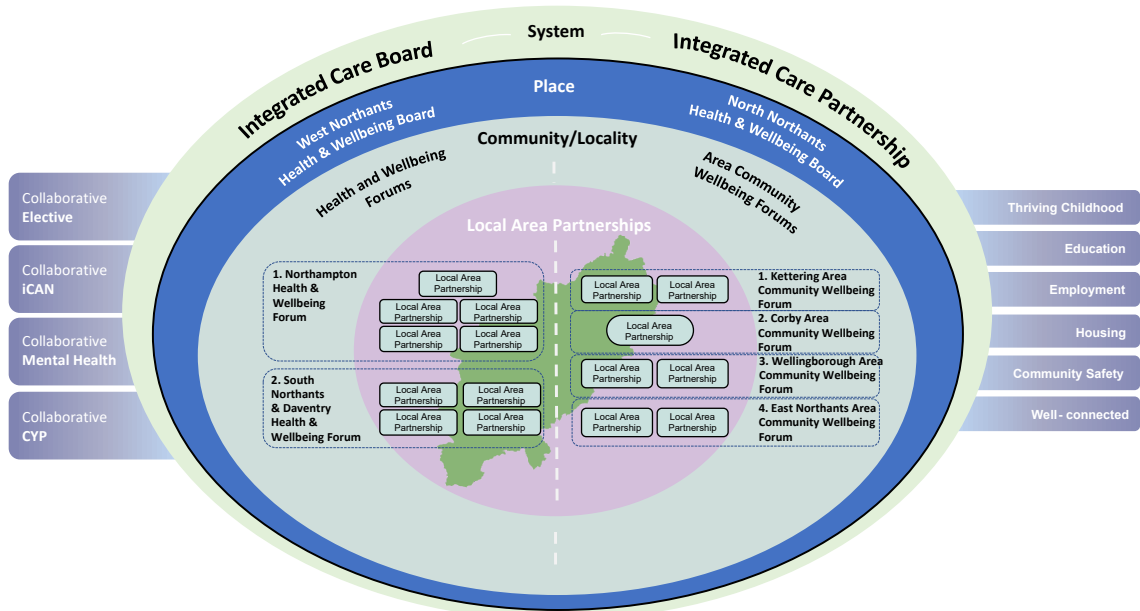 System
Integrated Care Board
Integrated Care Partnership
Place
West Northants
Health & Wellbeing Board
North Northants
Health & Wellbeing Board
Community/Locality
Health and Wellbeing
Forums
Area Community
Wellbeing Forums
Local Area Partnerships
Collaborative
Elective
Collaborative
iCAN
Collaborative
Mental Health
Collaborative
CYP
1. Northampton
Health &
Wellbeing
Forum
Local Area
Partnership
Local Area
Partnership
Local Area
Partnership
Local Area
Partnership
Local Area
Partnership
2. South
Northants
& Daventry
Health &
Wellbeing Forum
Local Area
Partnership
Local Area
Partnership
Local Area
Partnership
Local Area
Partnership
Local Area
Partnership
Local Area
Partnership
1. Kettering Area
Community Wellbeing
Forum
Local Area
Partnership
2. Corby Area
Community Wellbeing
Forum
Local Area
Partnership
Local Area
Partnership
3. Wellingborough Area
Community Wellbeing
Forum
Local Area
Partnership
Local Area
Partnership
4. East Northants Area
Community Wellbeing
Forum
Thriving Childhood
Education
Employment
Housing
Community Safety
Well - connected